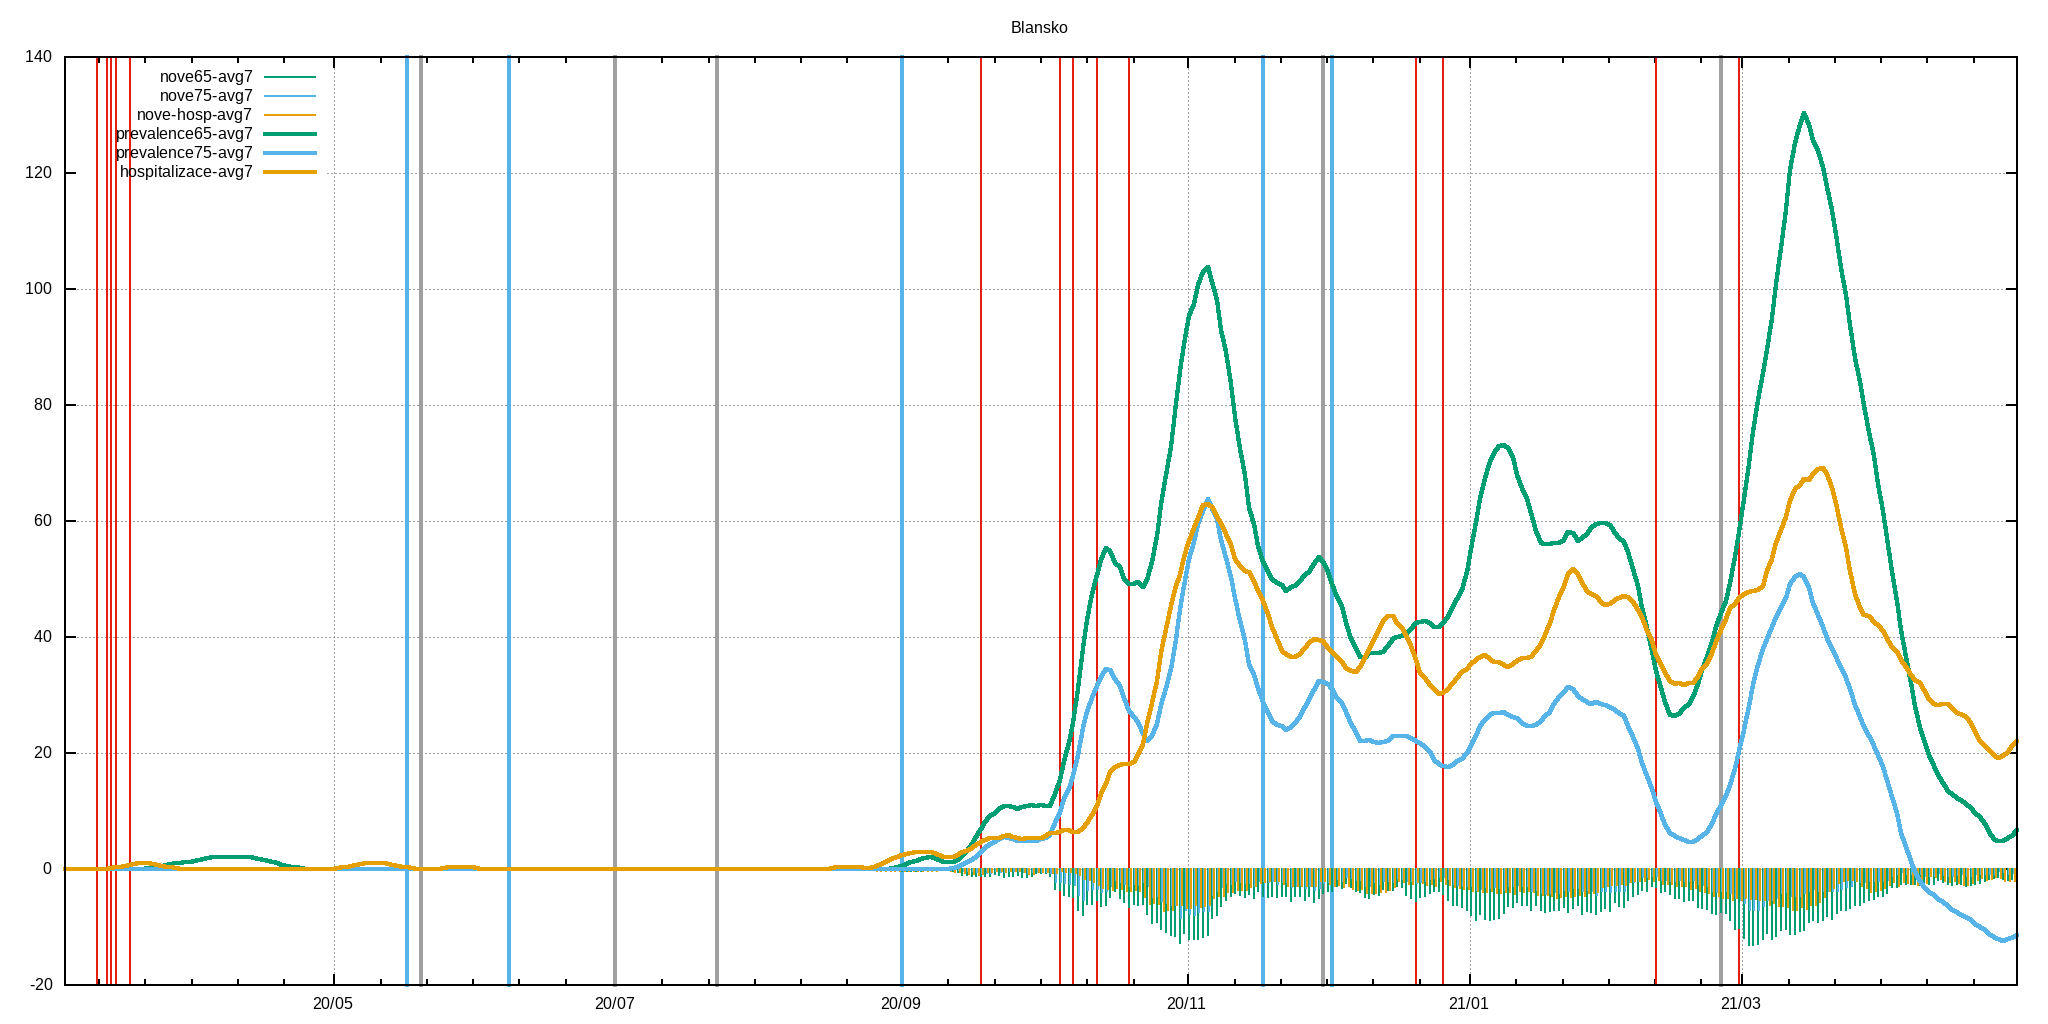 Blansko
140
nove65-avg7
nove75-avg7
nove-hosp-avg7
prevalence65-avg7
prevalence75-avg7
hospitalizace-avg7
120
100
80
60
40
20
0
-20
20/05 20/07 20/09 20/11 21/01 21/03